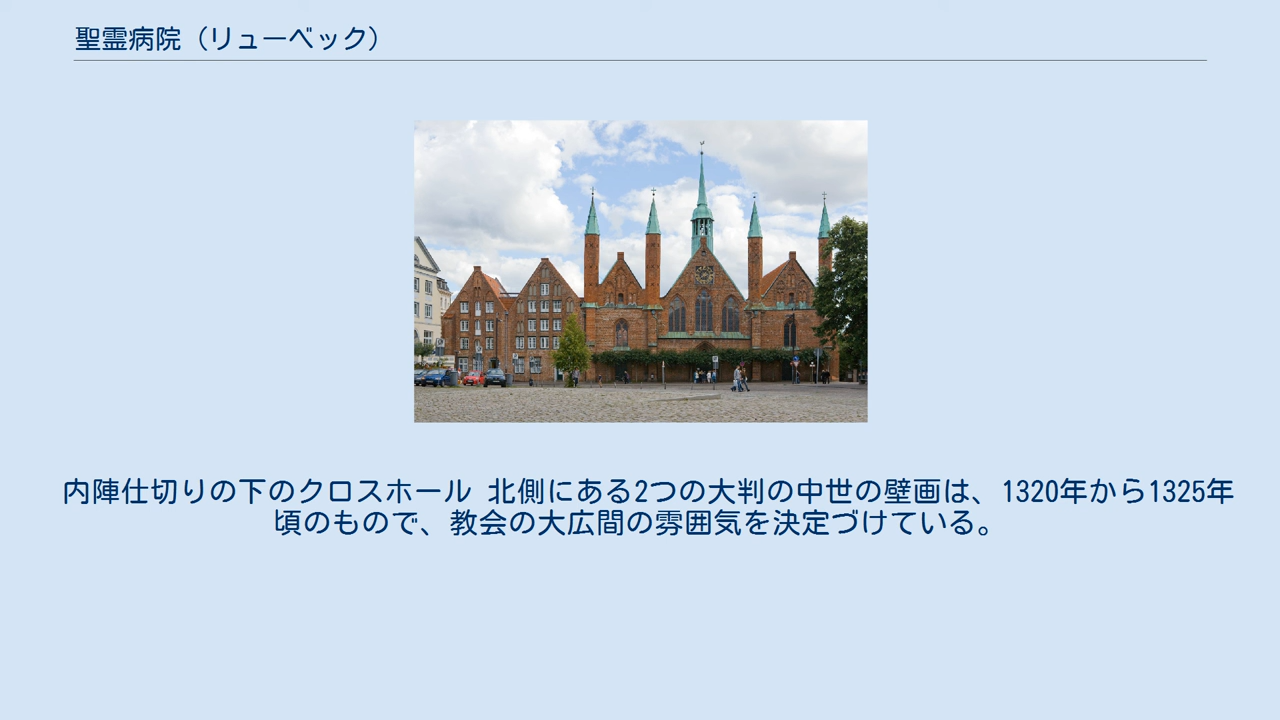 聖霊病院（リューベック）
内陣仕切りの下のクロスホール 北側にある2つの大判の中世の壁画は、1320年から1325年
頃のもので、教会の大広間の雰囲気を決定づけている。